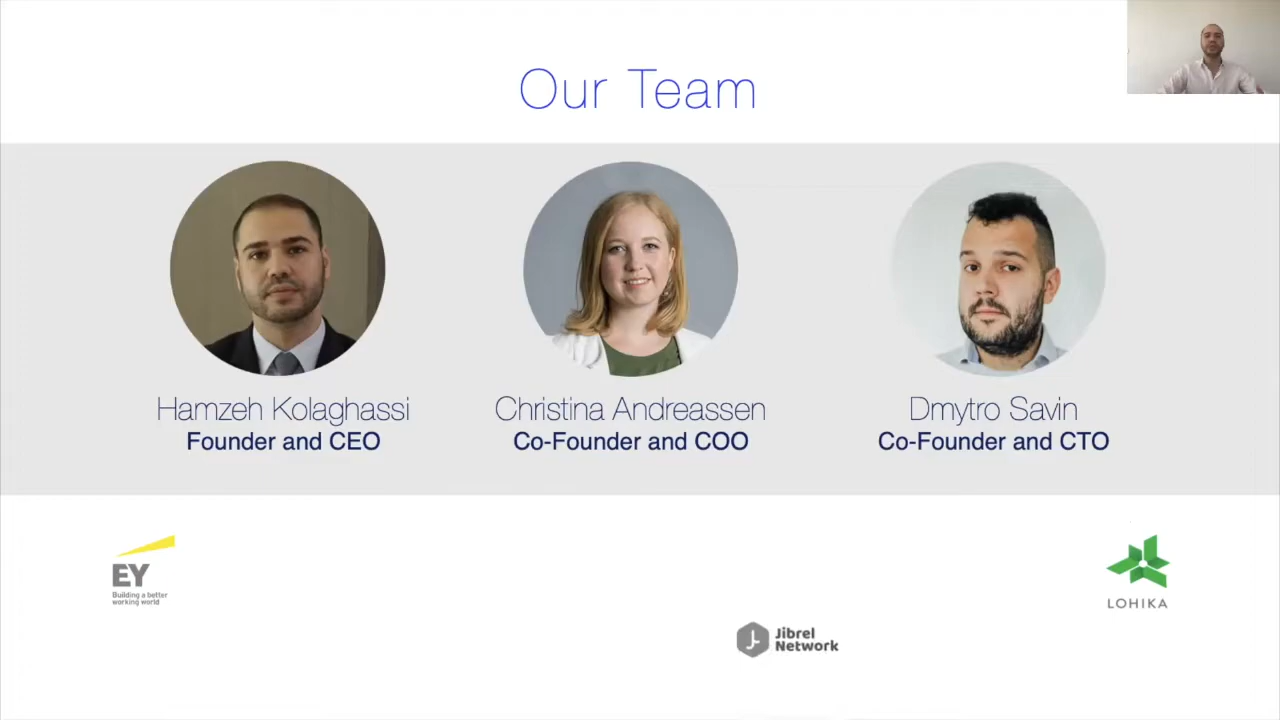 Our Team
Hamzeh Kolaghassi
Founder and CEO
Christina Andreassen
Co-Founder and COO
Dmytro Savin
Co-Founder and CTO
EY
Building a better
working world
LOHIKA
Jibrel
Network